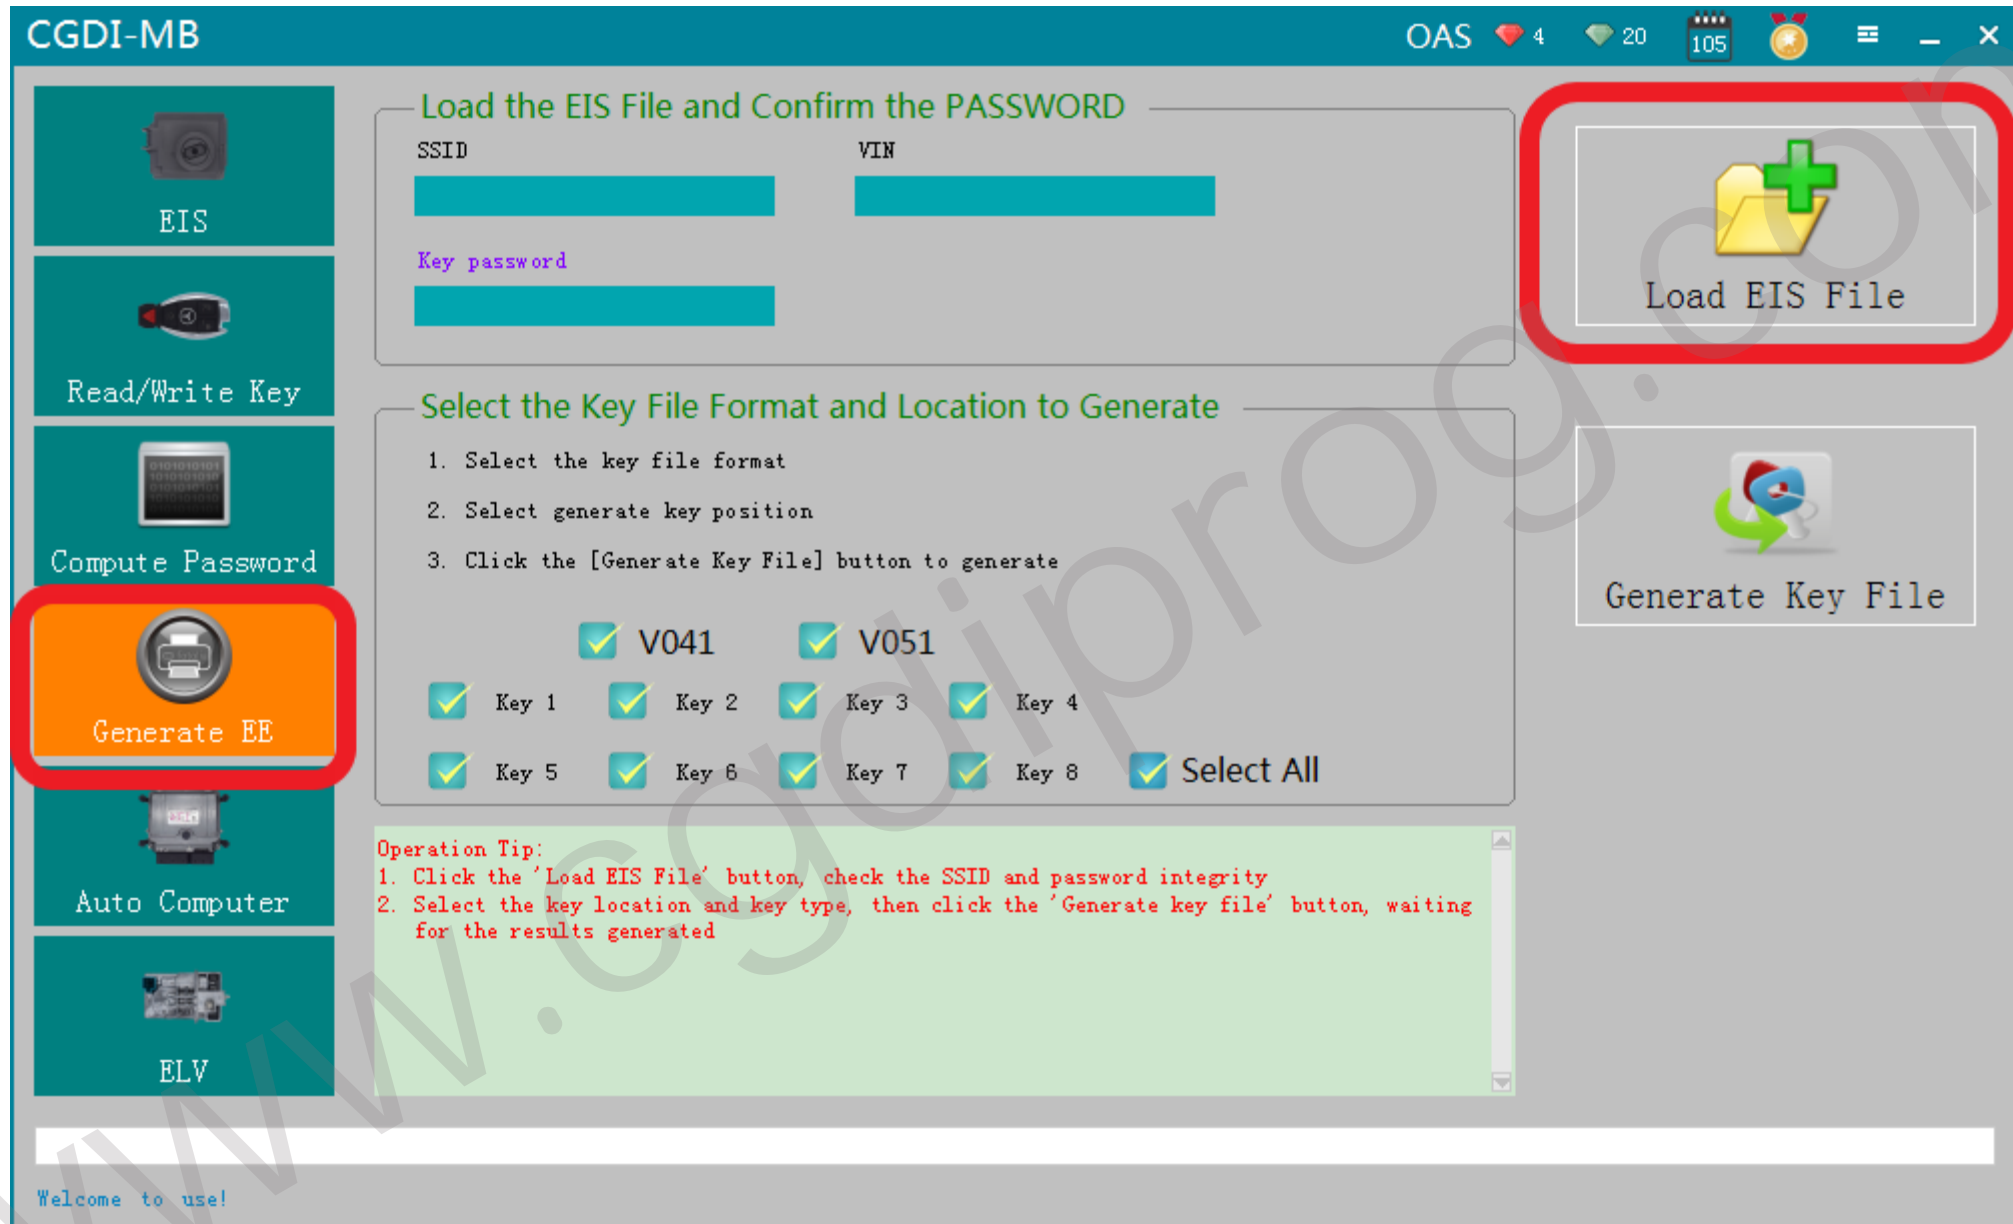 CGDI-MB
OAS 4 20 105
EIS
Read/Write Key
Compute Password
Generate EE
Auto Computer
ELV
Load the EIS File and Confirm the PASSWORD
SSID VIN
Key password
Select the Key File Format and Location to Generate
1. Select the key file format
2. Select generate key position
3. Click the [Generate Key File] button to generate
V041 V051
Key 1 Key 2 Key 3 Key 4
Key 5 Key 6 Key 7 Key 8 Select All
Operation Tip:
1. Click the 'Load EIS File' button, check the SSID and password integrity
2. Select the key location and key type, then click the 'Generate key file' button, waiting
for the results generated
Load EIS File
Generate Key File
Welcome to use!
www.cgdiprog.com